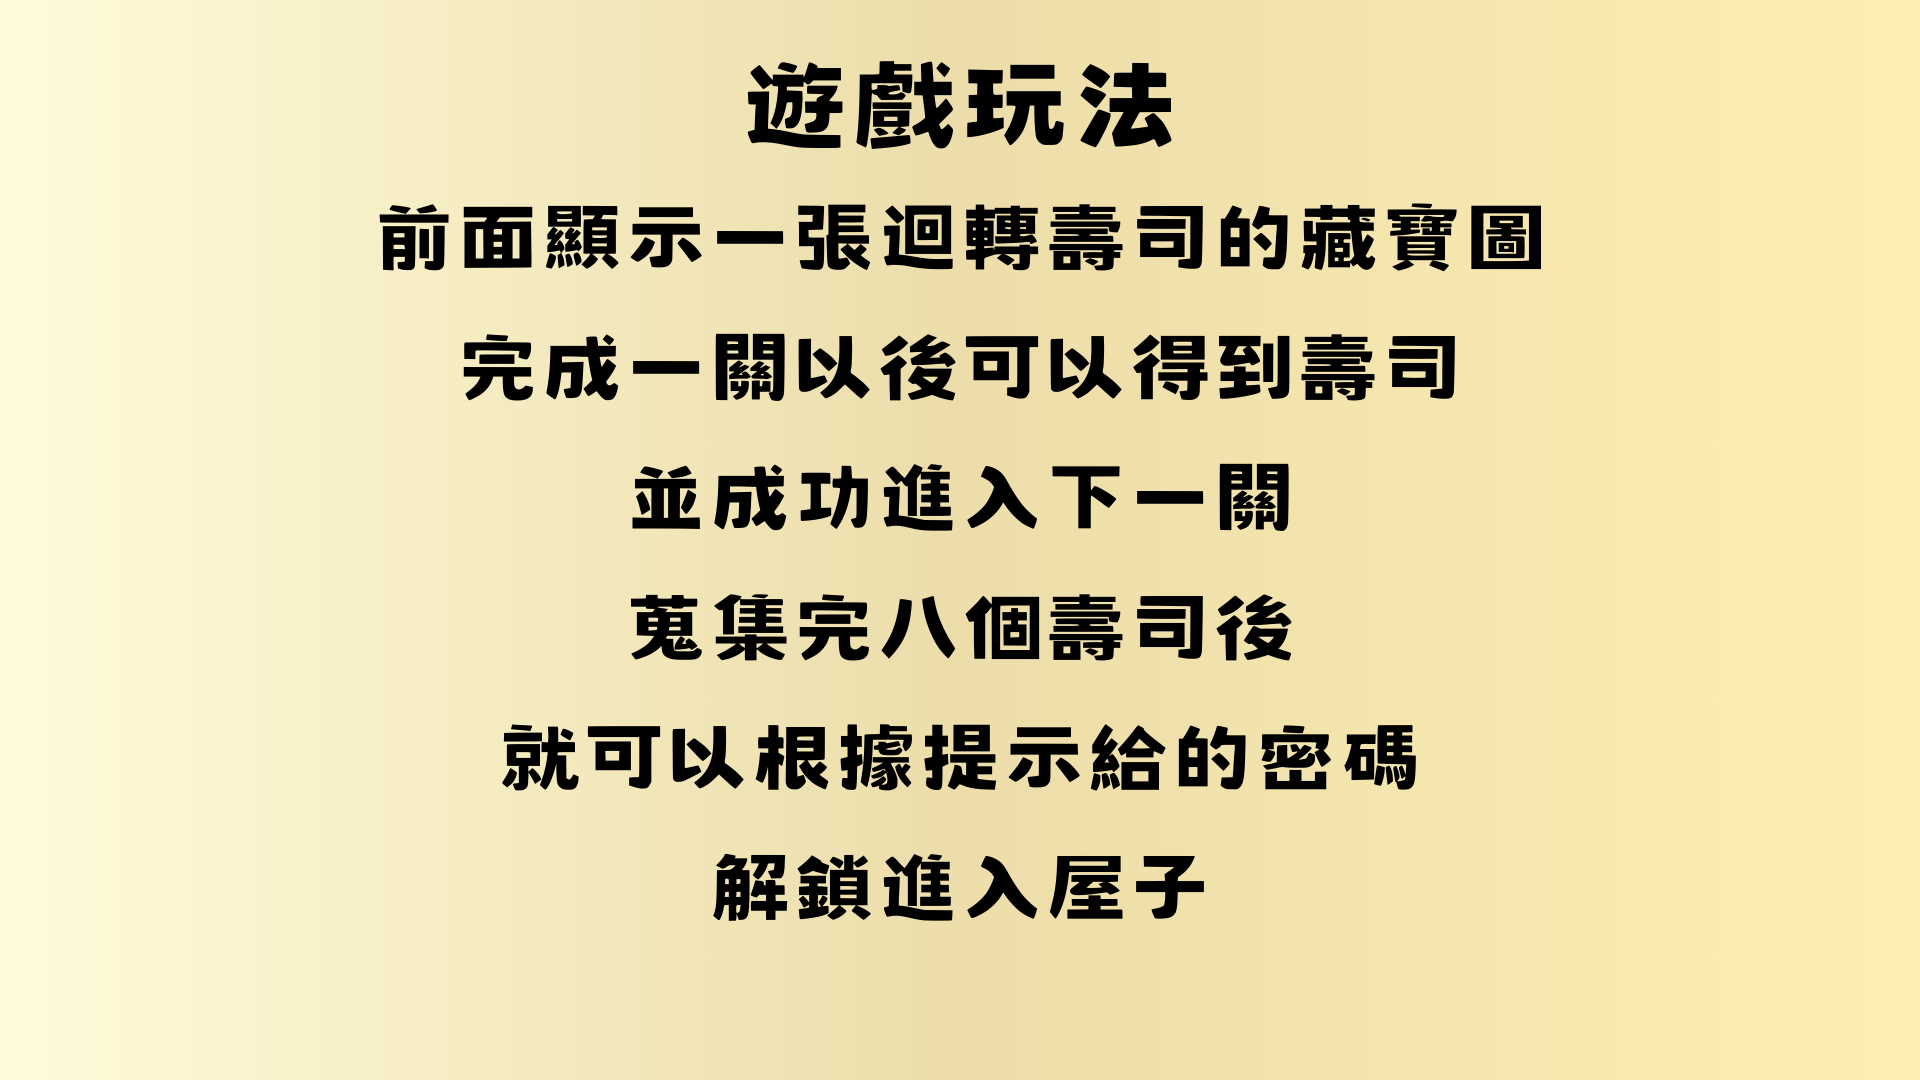 遊戲玩法
前面顯示一張迴轉壽司的藏寶圖
完成一關以後可以得到壽司
並成功進入下一關
蒐集完八個壽司後
就可以根據提示給的密碼
解鎖進入屋子